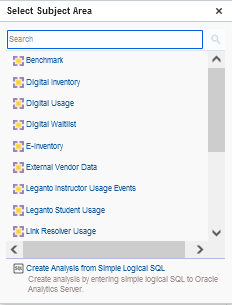 Select Subject Area
Search
Benchmark
Digital Inventory
Digital Usage
Digital Waitlist
E-Inventory
External Vendor Data
Leganto Instructor Usage Events
Leganto Student Usage
Link Resolver Usage
Create Analysis from Simple Logical SQL
Create analysis by entering simple logical SQL to Oracle
Analytics Server.